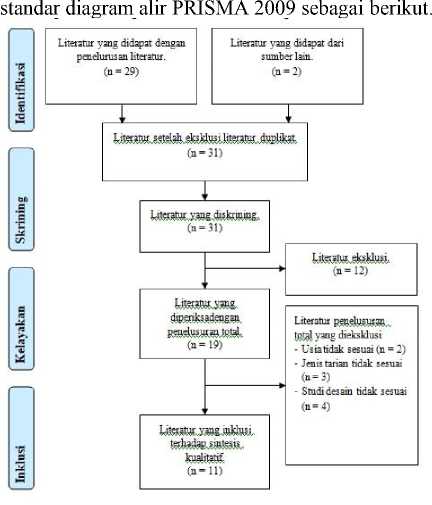 standar diagram alir PRISMA 2009 sebagai berikut.
Identifikasi
Literatur yang didapat dengan
penelurusan literatur.
(n = 29)
Literatur yang didapat dari
sumber lain.
(n = 2)
Literatur setelah eksklusi literatur duplikat
(n = 31)
Skrining
Literatur yang diskrining.
(n = 31)
Literatur eksklusi.
(n = 12)
Kelayakan
Literatur yang
diperiksadengan
penelusuran total.
(n = 19)
Literatur penelusuran
total yang dieksklusi
- Usia tidak sesuai (n = 2)
- Jenis tarian tidak sesuai
(n = 3)
- Studi desain tidak sesuai
(n = 4)
Inklusi
Literatur yang inklusi
terhadap sintesis
kualitatif.
(n = 11)